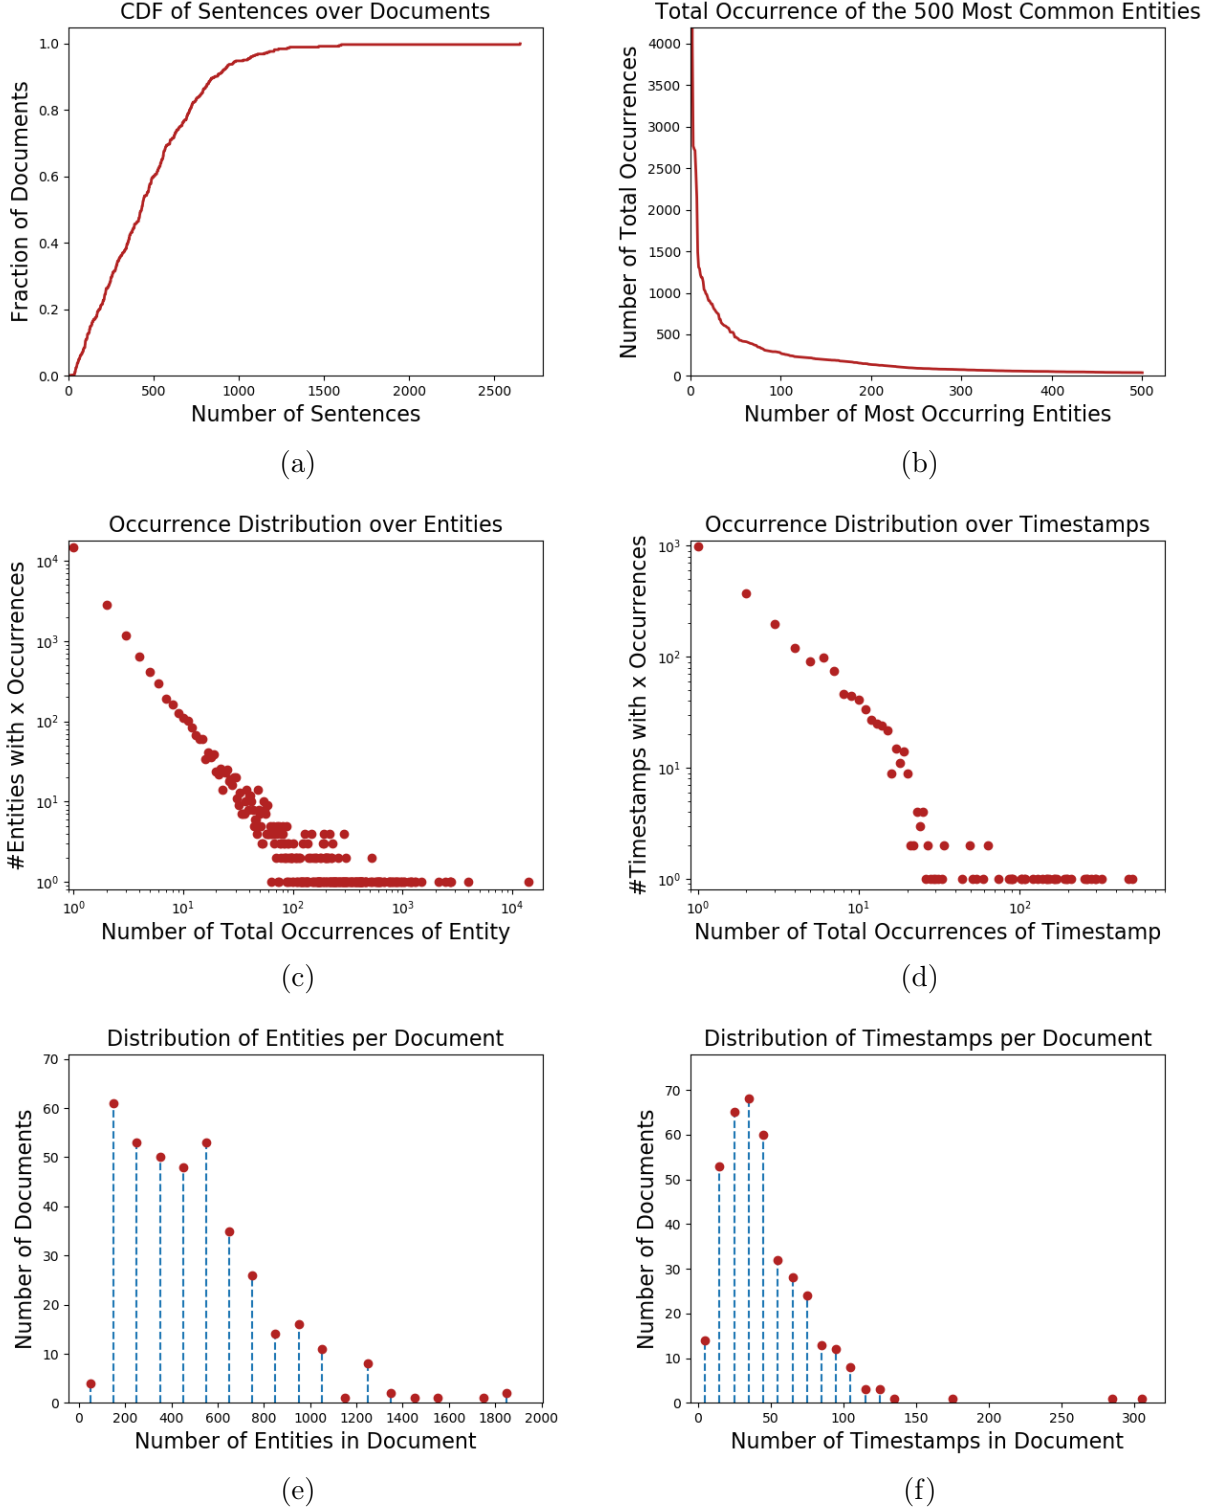 CDF of Sentences over Documents
1.0
0.8
0.6
0.4
0.2
0.0
Fraction of Documents
0 500 1000 1500 2000 2500
Number of Sentences
(a)
Total Occurrence of the 500 Most Common Entities
4000
3500
3000
2500
2000
1500
1000
500
0
Number of Total Occurrences
0 100 200 300 400 500
Number of Most Occurring Entities
(b)
Occurrence Distribution over Entities
10⁴
10³
10²
10¹
10⁰
#Entities with x Occurrences
10⁰ 10¹ 10² 10³ 10⁴
Number of Total Occurrences of Entity
(c)
Occurrence Distribution over Timestamps
10³
10²
10¹
10⁰
#Timestamps with x Occurrences
10⁰ 10¹ 10²
Number of Total Occurrences of Timestamp
(d)
Distribution of Entities per Document
70
60
50
40
30
20
10
0
Number of Documents
0 200 400 600 800 1000 1200 1400 1600 1800 2000
Number of Entities in Document
(e)
Distribution of Timestamps per Document
70
60
50
40
30
20
10
0
Number of Documents
0 50 100 150 200 250 300
Number of Timestamps in Document
(f)